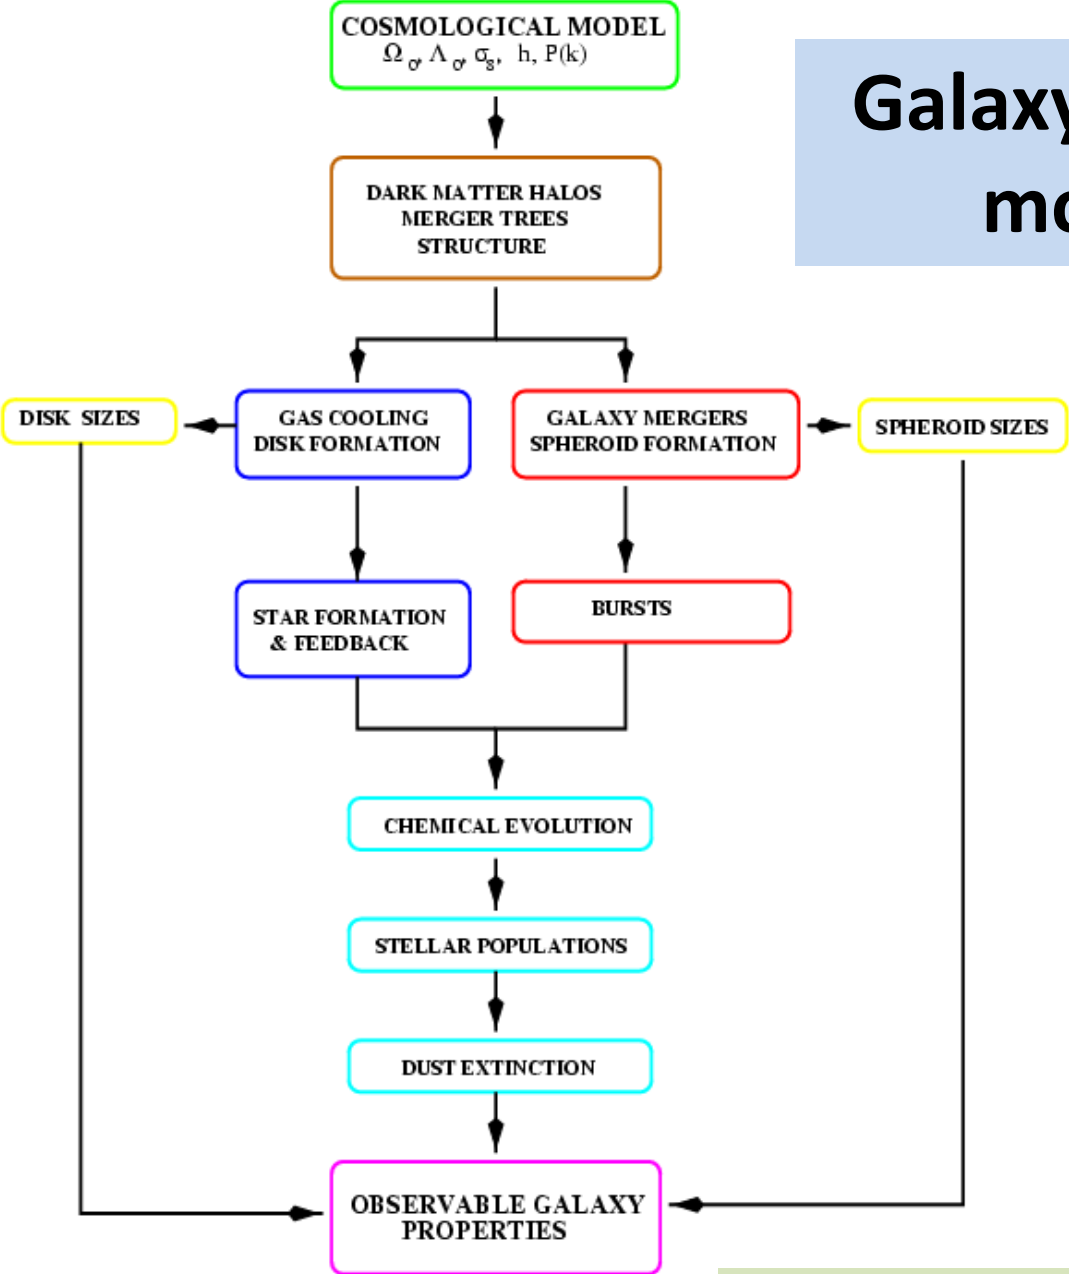 COSMOLOGICAL MODEL
Ω₀, Λ₀, σ₈, h, P(k)
Galaxy
mo
DARK MATTER HALOS
MERGER TREES
STRUCTURE
DISK SIZES
GAS COOLING
DISK FORMATION
GALAXY MERGERS
SPHEROID FORMATION
SPHEROID SIZES
STAR FORMATION
& FEEDBACK
BURSTS
CHEMICAL EVOLUTION
STELLAR POPULATIONS
DUST EXTINCTION
OBSERVABLE GALAXY
PROPERTIES